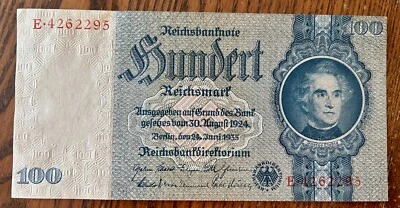 E·4262295
Reichsbanknote
100
Hundert
Reichsmark
Ausgegeben auf Grund des Bank
gesetzes vom 30. August 1924
Berlin, den 24. Juni 1935
Reichsbankdirektorium
100
E·4262295